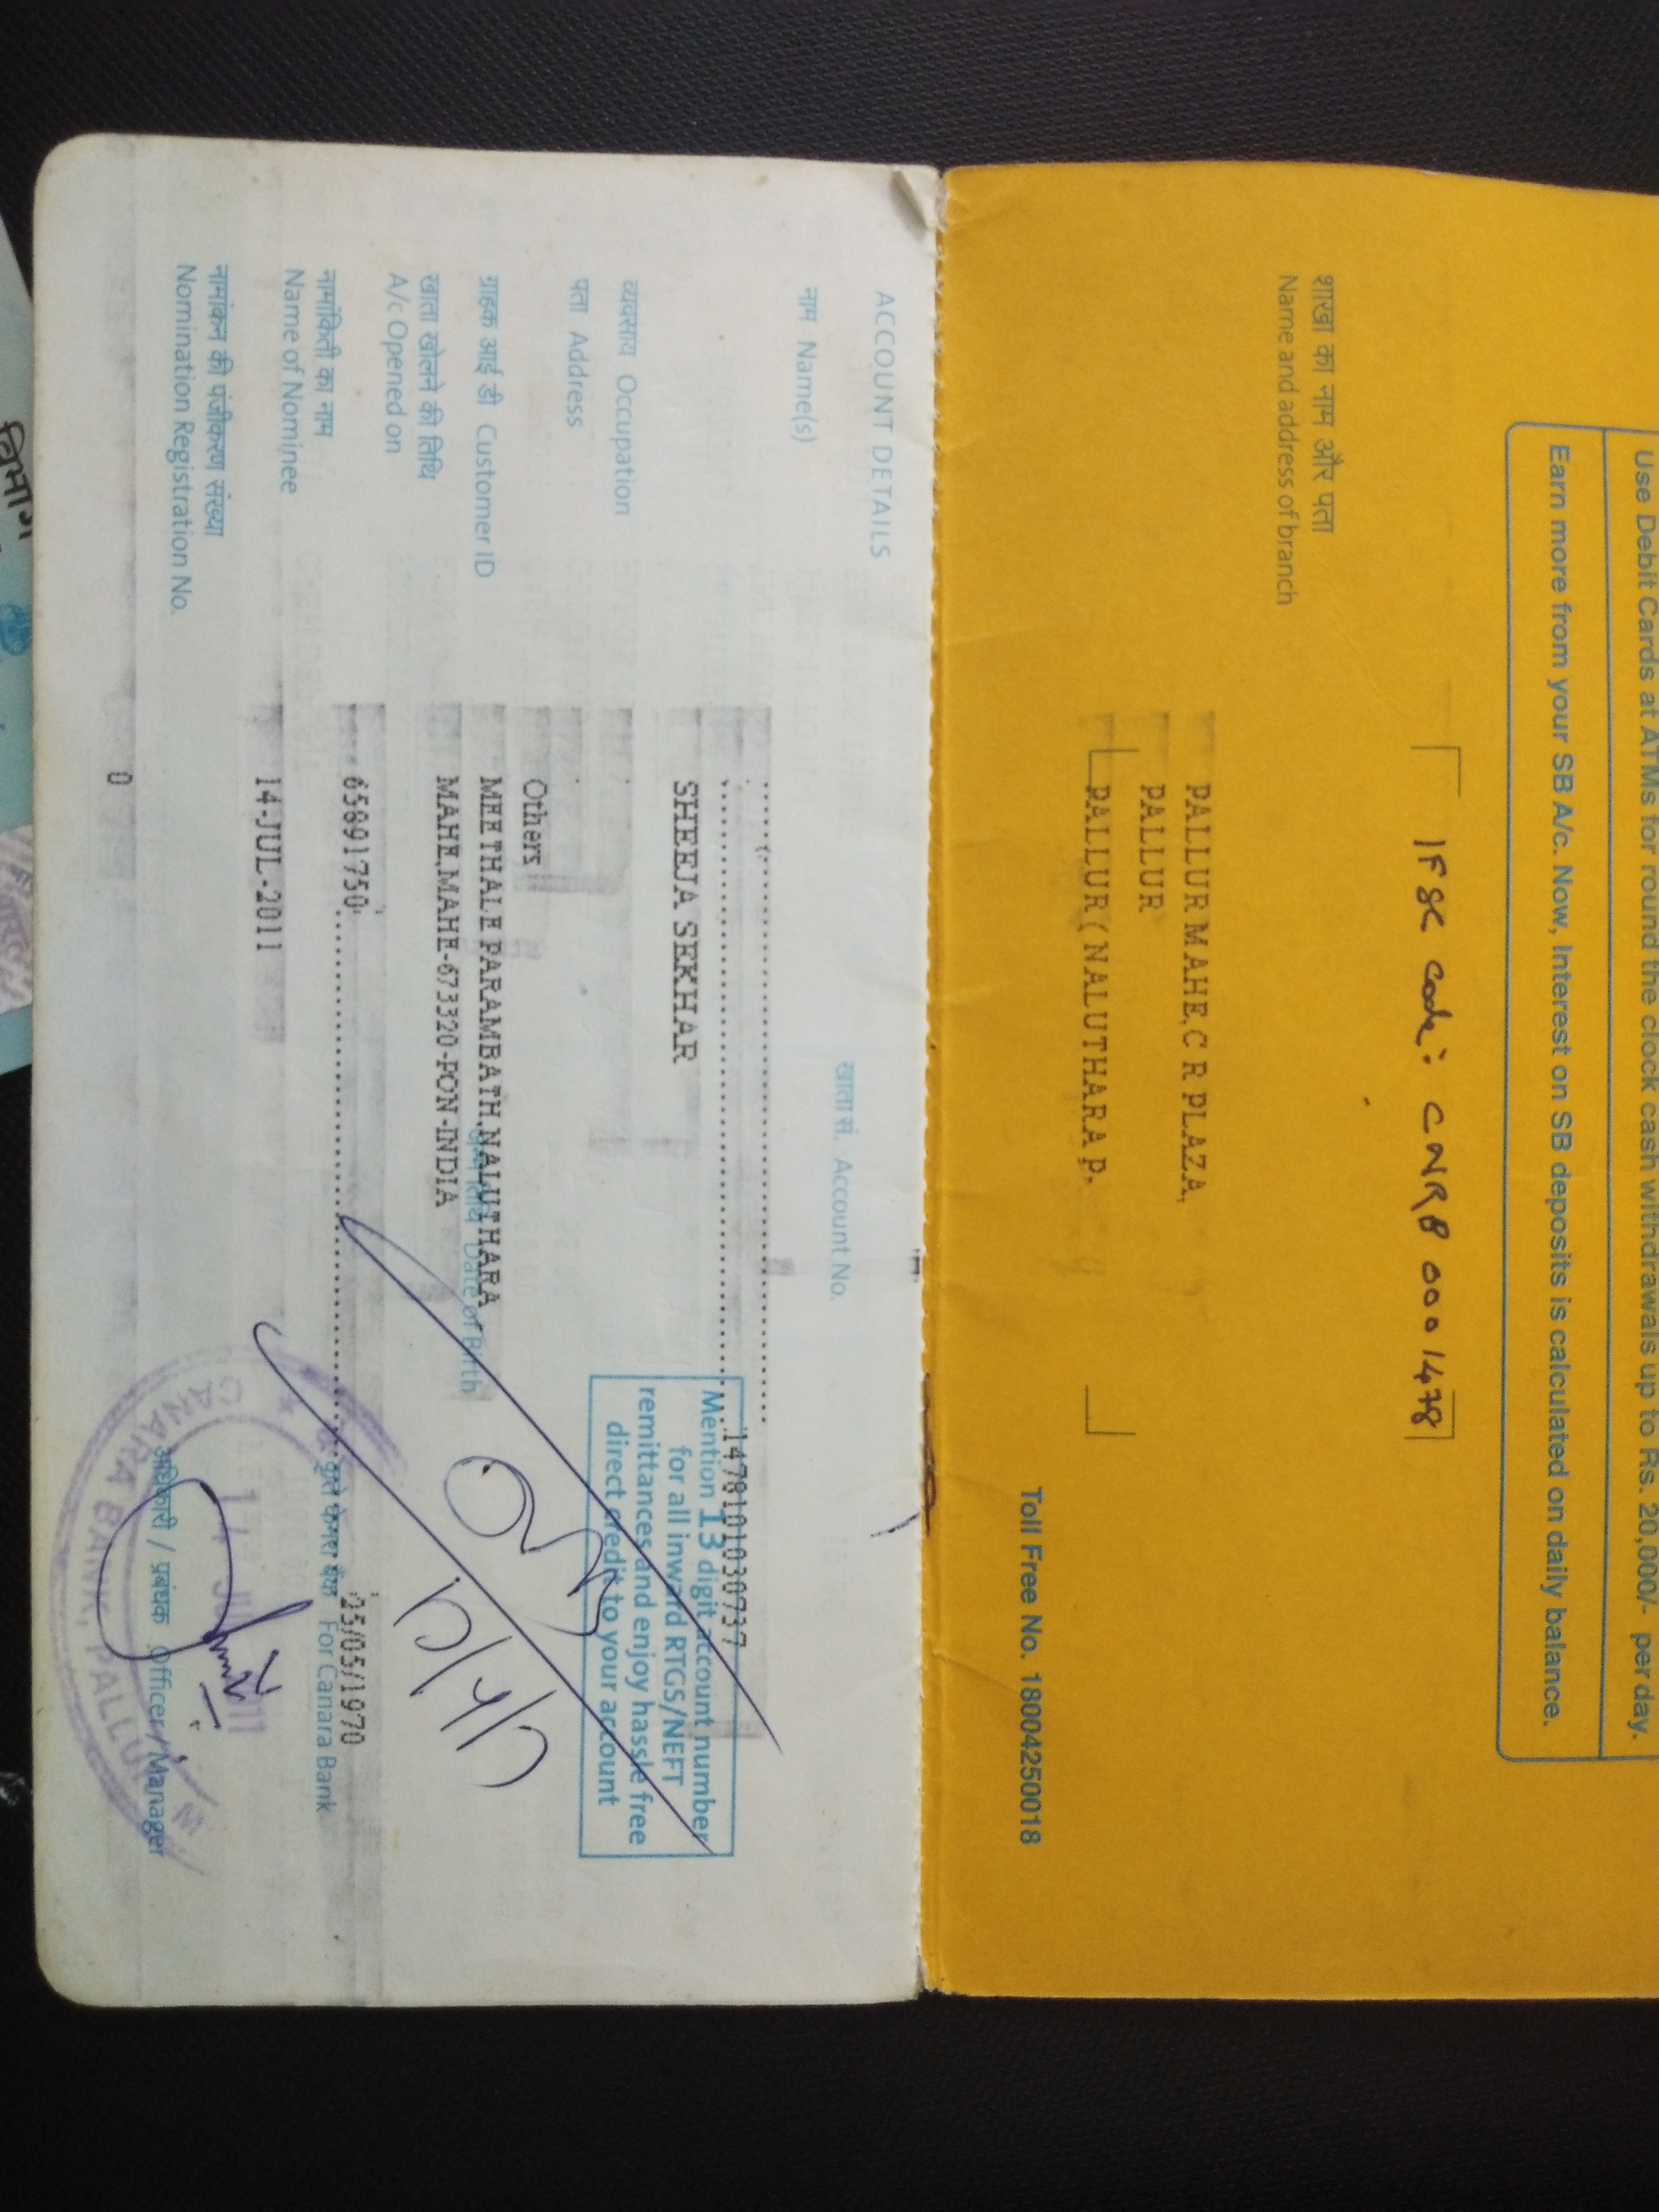 Use Debit Cards at ATMs for round the clock cash withdrawals up to Rs. 20,000/- per day.
Earn more from your SB A/c. Now, Interest on SB deposits is calculated on daily balance.
IFSC code: CNRB 0001478
शाखा का नाम और पता
Name and address of branch
PALLUR MAHE,C R PLAZA,
PALLUR
PALLUR ( NALUTHARA P.
Toll Free No. 18004250018
ACCOUNT DETAILS
खाता सं. Account No.
नाम Name(s)
1478101030737
Mention 13 digit account number
for all inward RTGS/NEFT
remittances and enjoy hassle free
direct credit to your account
SHEEJA SEKHAR
व्यवसाय Occupation
पता Address
Others
ग्राहक आई डी Customer ID
MEETHALE PARAMBATH,NALUTHARA
जन्म तिथि Date of Birth
खाता खोलने की तिथि
A/c Opened on
MAHE,MAHE-673320-PON-INDIA
नामांकिती का नाम
Name of Nominee
65891750
25/05/1970
कृते केनरा बैंक For Canara Bank
14-JUL-2011
नामांकन की पंजीकरण संख्या
Nomination Registration No.
अधिकारी / प्रबंधक Officer / Manager
CANARA BANK, PALLU
0